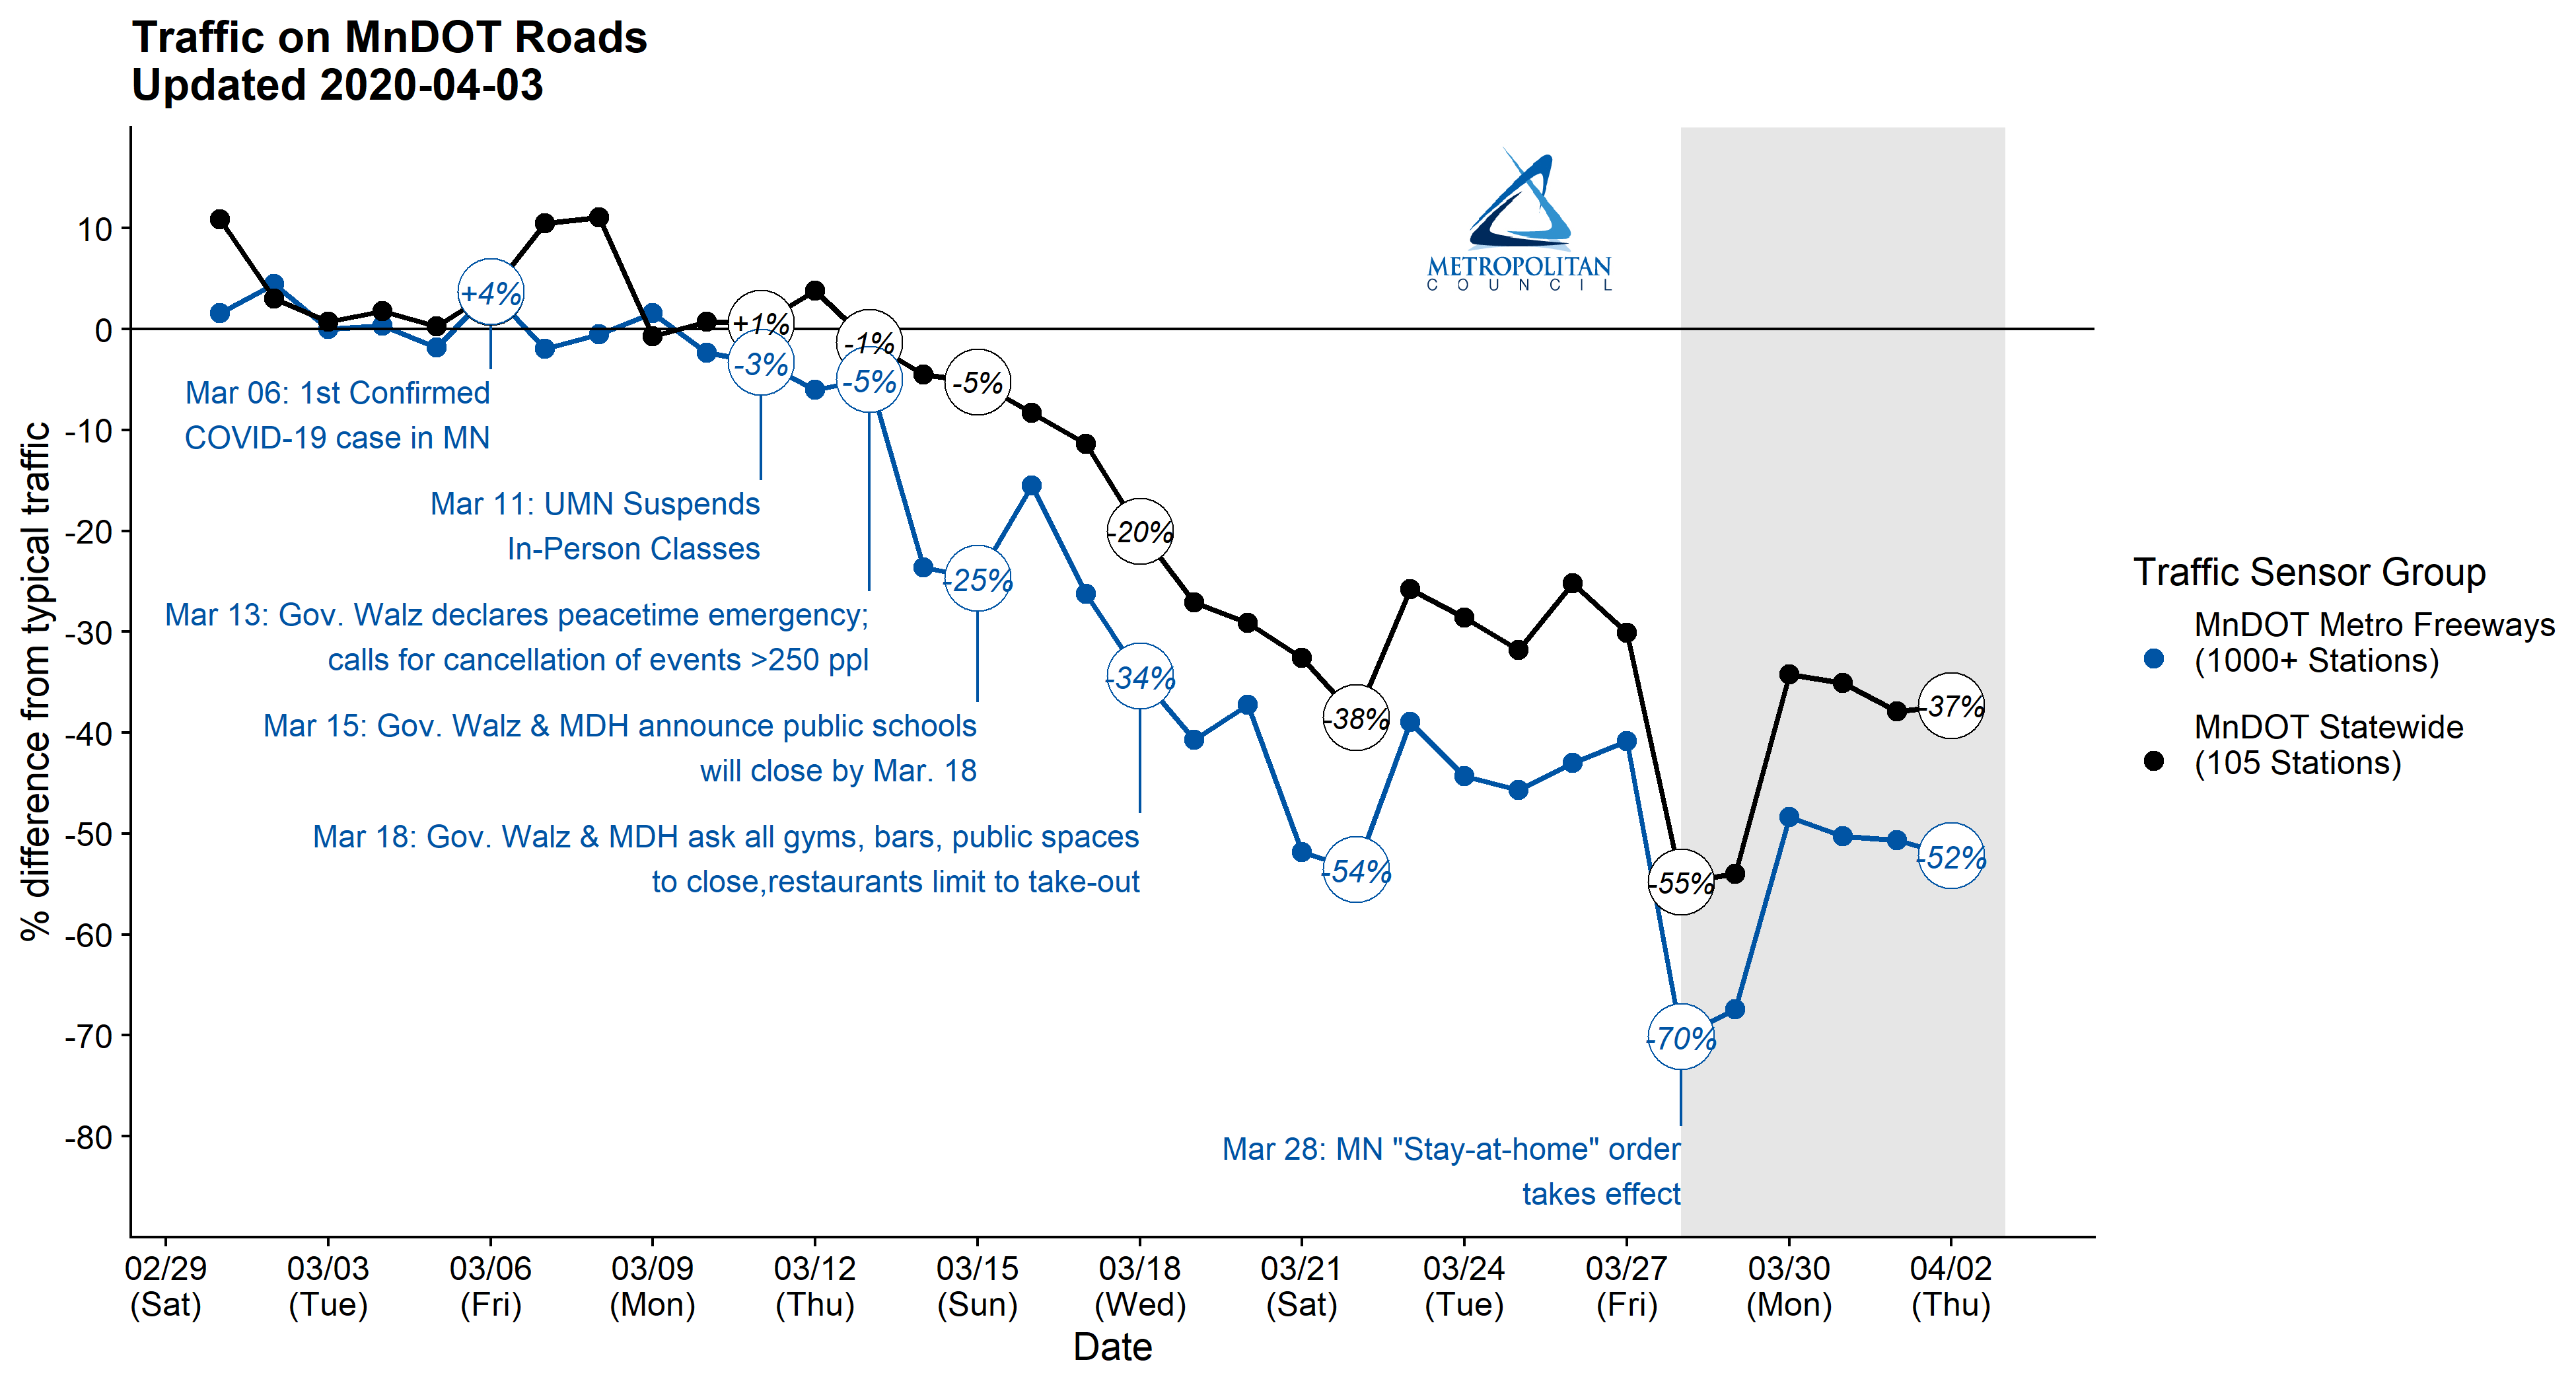 Traffic on MnDOT Roads
Updated 2020-04-03
METROPOLITAN
COUNCIL
% difference from typical traffic
10
0
-10
-20
-30
-40
-50
-60
-70
-80
+4%
+1%
-3%
-1%
-5%
-5%
-25%
-20%
-34%
-38%
-54%
-55%
-70%
-37%
-52%
Mar 06: 1st Confirmed
COVID-19 case in MN
Mar 11: UMN Suspends
In-Person Classes
Mar 13: Gov. Walz declares peacetime emergency;
calls for cancellation of events >250 ppl
Mar 15: Gov. Walz & MDH announce public schools
will close by Mar. 18
Mar 18: Gov. Walz & MDH ask all gyms, bars, public spaces
to close,restaurants limit to take-out
Mar 28: MN "Stay-at-home" order
takes effect
Traffic Sensor Group
MnDOT Metro Freeways
(1000+ Stations)
MnDOT Statewide
(105 Stations)
02/29 03/03 03/06 03/09 03/12 03/15 03/18 03/21 03/24 03/27 03/30 04/02
(Sat) (Tue) (Fri) (Mon) (Thu) (Sun) (Wed) (Sat) (Tue) (Fri) (Mon) (Thu)
Date